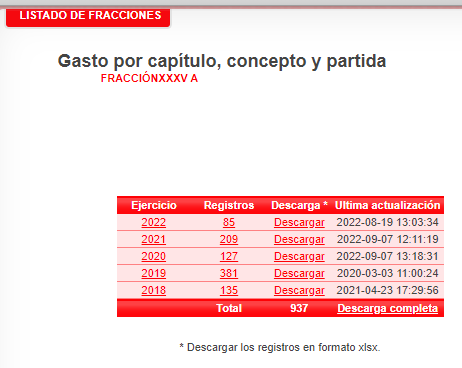 LISTADO DE FRACCIONES
Gasto por capítulo, concepto y partida
FRACCIÓNXXXV A
Ejercicio Registros Descarga * Ultima actualización
2022 85 Descargar 2022-08-19 13:03:34
2021 209 Descargar 2022-09-07 12:11:19
2020 127 Descargar 2022-09-07 13:18:31
2019 381 Descargar 2020-03-03 11:00:24
2018 135 Descargar 2021-04-23 17:29:56
Total 937 Descarga completa
* Descargar los registros en formato xlsx.